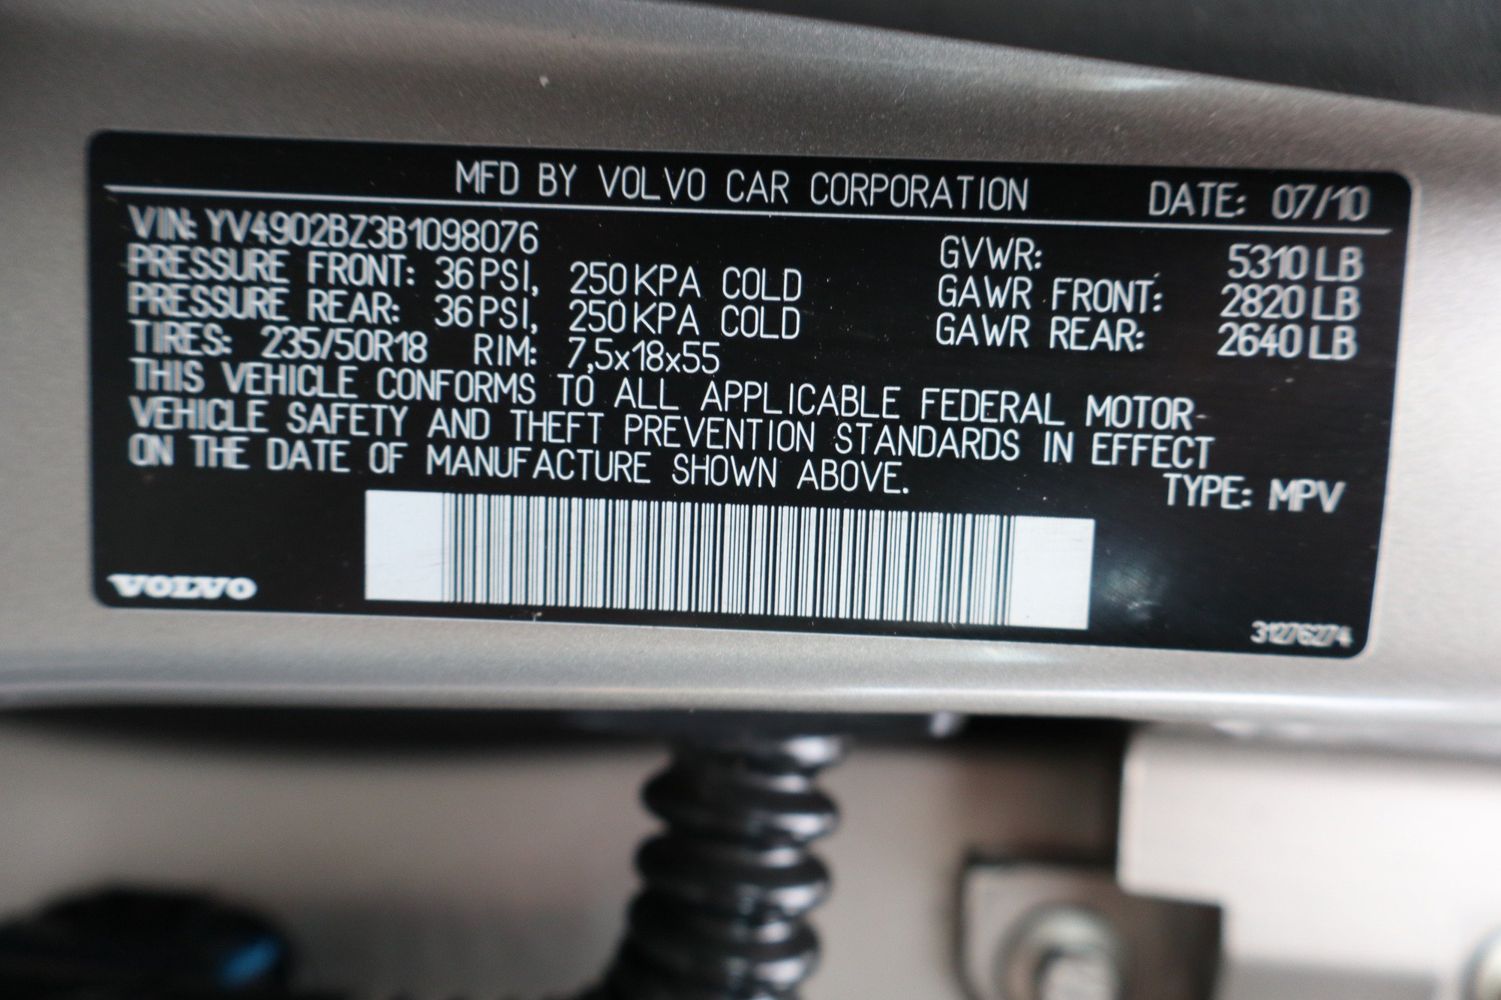 MFD BY VOLVO CAR CORPORATION DATE: 07/10
VIN: YV4902BZ3B1098076 GVWR: 5310 LB
PRESSURE FRONT: 36 PSI, 250 KPA COLD GAWR FRONT: 2820 LB
PRESSURE REAR: 36 PSI, 250 KPA COLD GAWR REAR: 2640 LB
TIRES: 235/50R18 RIM: 7,5x18x55
THIS VEHICLE CONFORMS TO ALL APPLICABLE FEDERAL MOTOR-
VEHICLE SAFETY AND THEFT PREVENTION STANDARDS IN EFFECT
ON THE DATE OF MANUFACTURE SHOWN ABOVE. TYPE: MPV
VOLVO 31276274